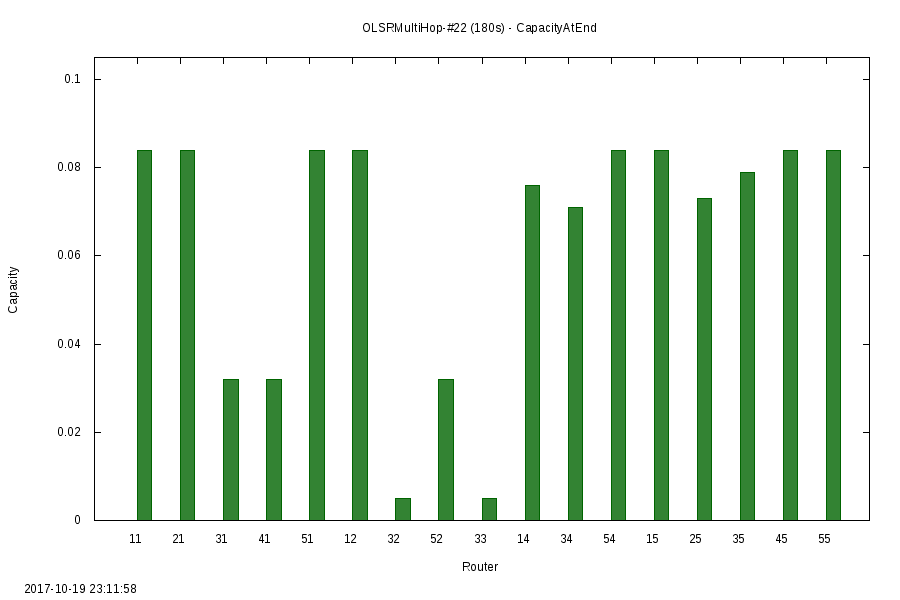 OLSRMultiHop-#22 (180s) - CapacityAtEnd
0.1
0.08
0.06
0.04
0.02
0
Capacity
11 21 31 41 51 12 32 52 33 14 34 54 15 25 35 45 55
Router
2017-10-19 23:11:58